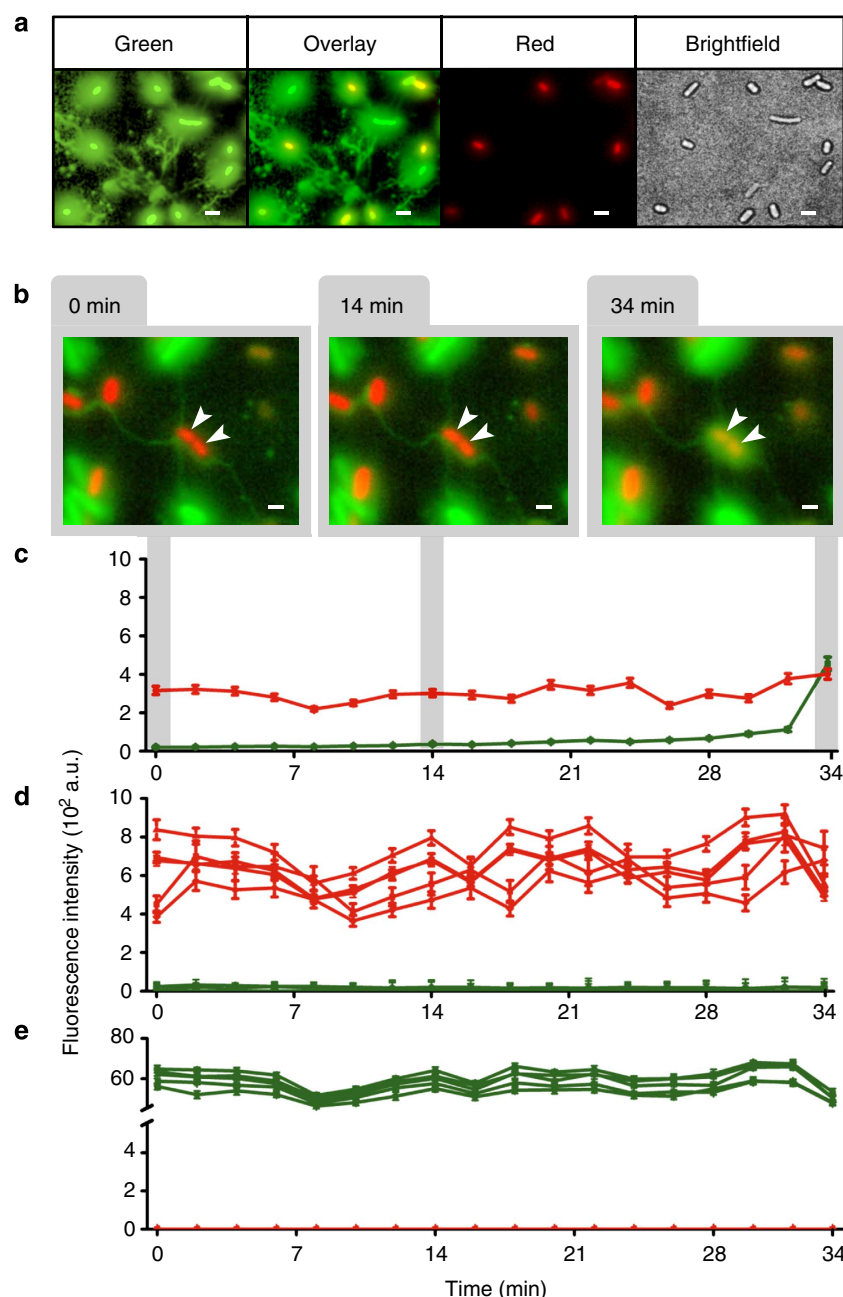 a
Green Overlay Red Brightfield
b
0 min 14 min 34 min
c
10
8
6
4
2
0
0 7 14 21 28 34
d
10
8
6
4
2
0
0 7 14 21 28 34
e
80
60
4
2
0
0 7 14 21 28 34
Fluorescence intensity (10² a.u.)
Time (min)